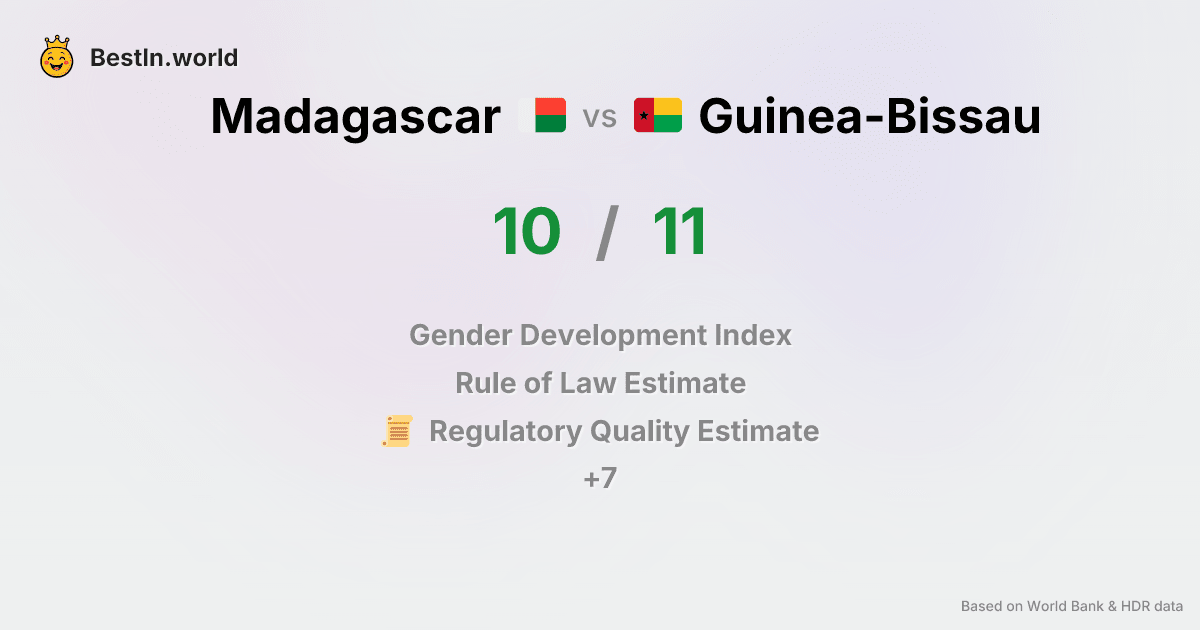 BestIn.world
Madagascar vs Guinea-Bissau
10 / 11
Gender Development Index
Rule of Law Estimate
Regulatory Quality Estimate
+7
Based on World Bank & HDR data